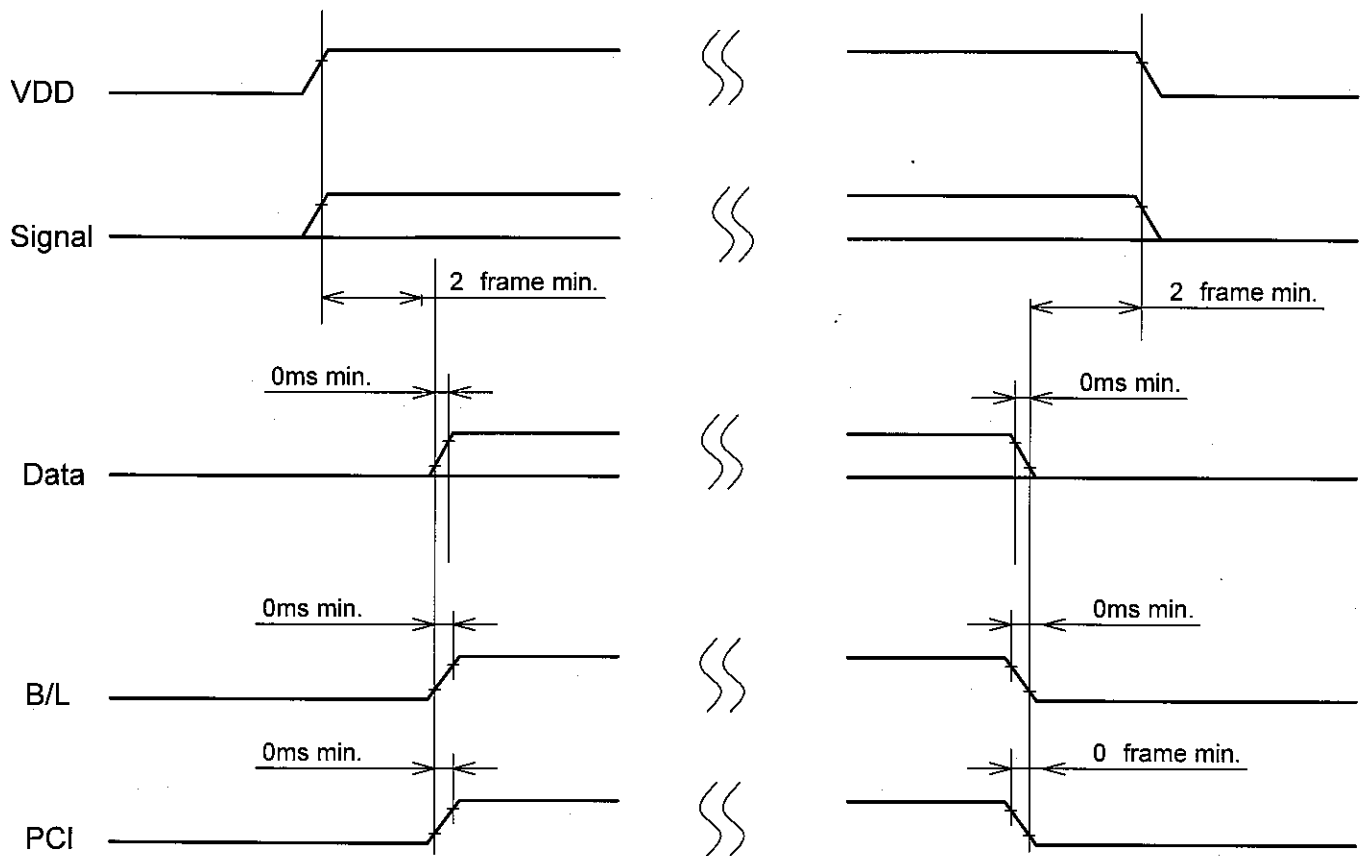 VDD
Signal
2 frame min.
2 frame min.
0ms min.
0ms min.
Data
0ms min.
0ms min.
B/L
0ms min.
0 frame min.
PCI